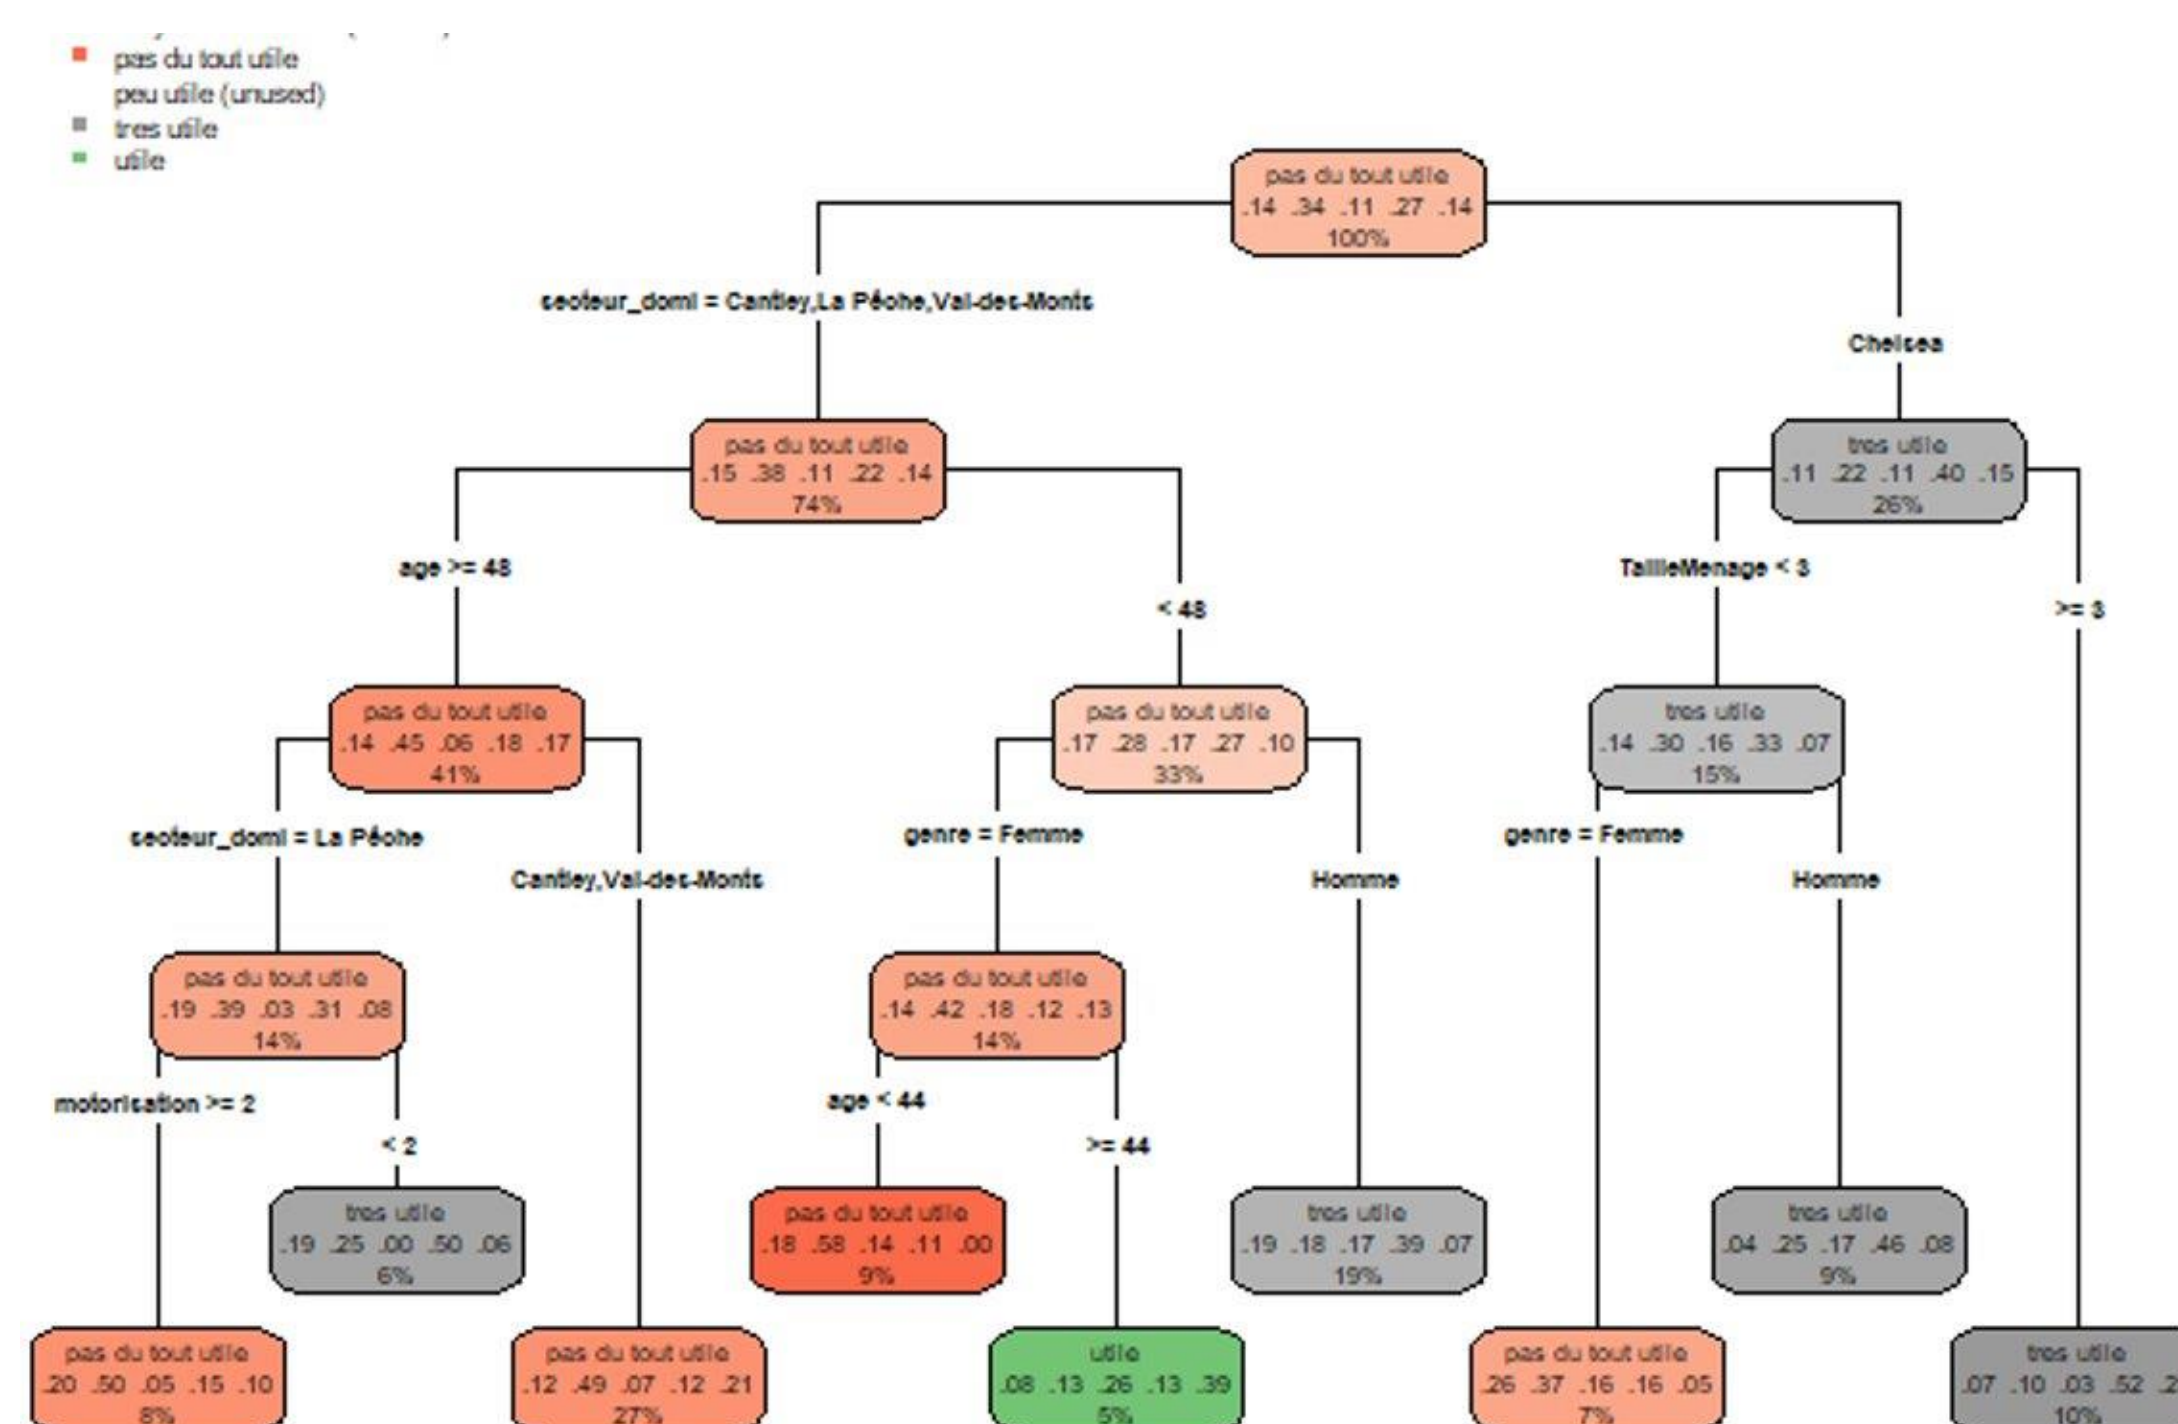 pas du tout utile
peu utile (unused)
tres utile
utile
pas du tout utile
.14 .34 .11 .27 .14
100%
secteur_domi = Cantley,La Pêche,Val-des-Monts
Chelsea
pas du tout utile
.15 .38 .11 .22 .14
74%
tres utile
.11 .22 .11 .40 .15
26%
age >= 48
< 48
TailleMenage < 3
>= 3
pas du tout utile
.14 .45 .06 .18 .17
41%
pas du tout utile
.17 .28 .17 .27 .10
33%
tres utile
.14 .30 .16 .33 .07
15%
secteur_domi = La Pêche
Cantley,Val-des-Monts
genre = Femme
Homme
genre = Femme
Homme
pas du tout utile
.19 .39 .03 .31 .08
14%
pas du tout utile
.14 .42 .18 .12 .13
14%
motorisation >= 2
< 2
age < 44
>= 44
tres utile
.19 .25 .00 .50 .06
6%
pas du tout utile
.18 .58 .14 .11 .00
9%
tres utile
.19 .18 .17 .39 .07
19%
tres utile
.04 .25 .17 .46 .08
9%
pas du tout utile
.20 .50 .05 .15 .10
8%
pas du tout utile
.12 .49 .07 .12 .21
27%
utile
.08 .13 .26 .13 .39
5%
pas du tout utile
.26 .37 .16 .16 .05
7%
tres utile
.07 .10 .03 .52
10%